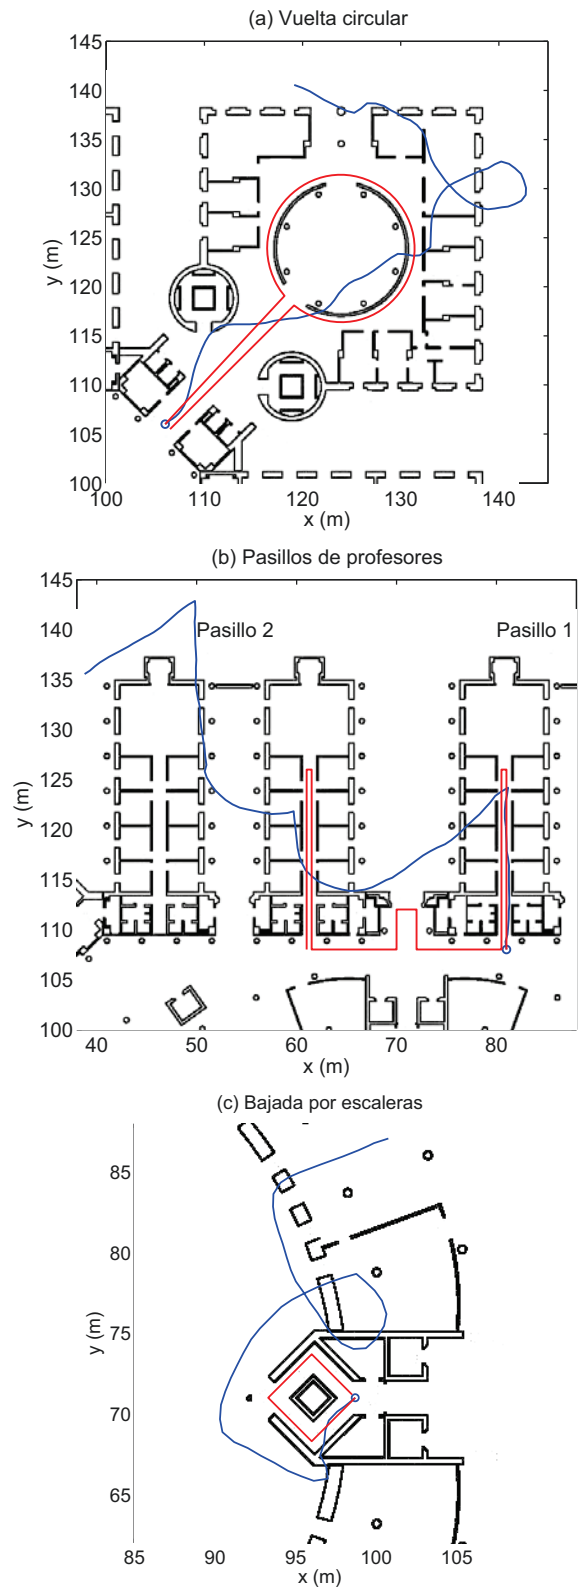 (a) Vuelta circular
145
140
135
130
125
120
115
110
105
100
y (m)
100 110 120 130 140
x (m)
(b) Pasillos de profesores
145
140
135
130
125
120
115
110
105
100
y (m)
Pasillo 2 Pasillo 1
40 50 60 70 80
x (m)
(c) Bajada por escaleras
85
80
75
70
65
y (m)
85 90 95 100 105
x (m)